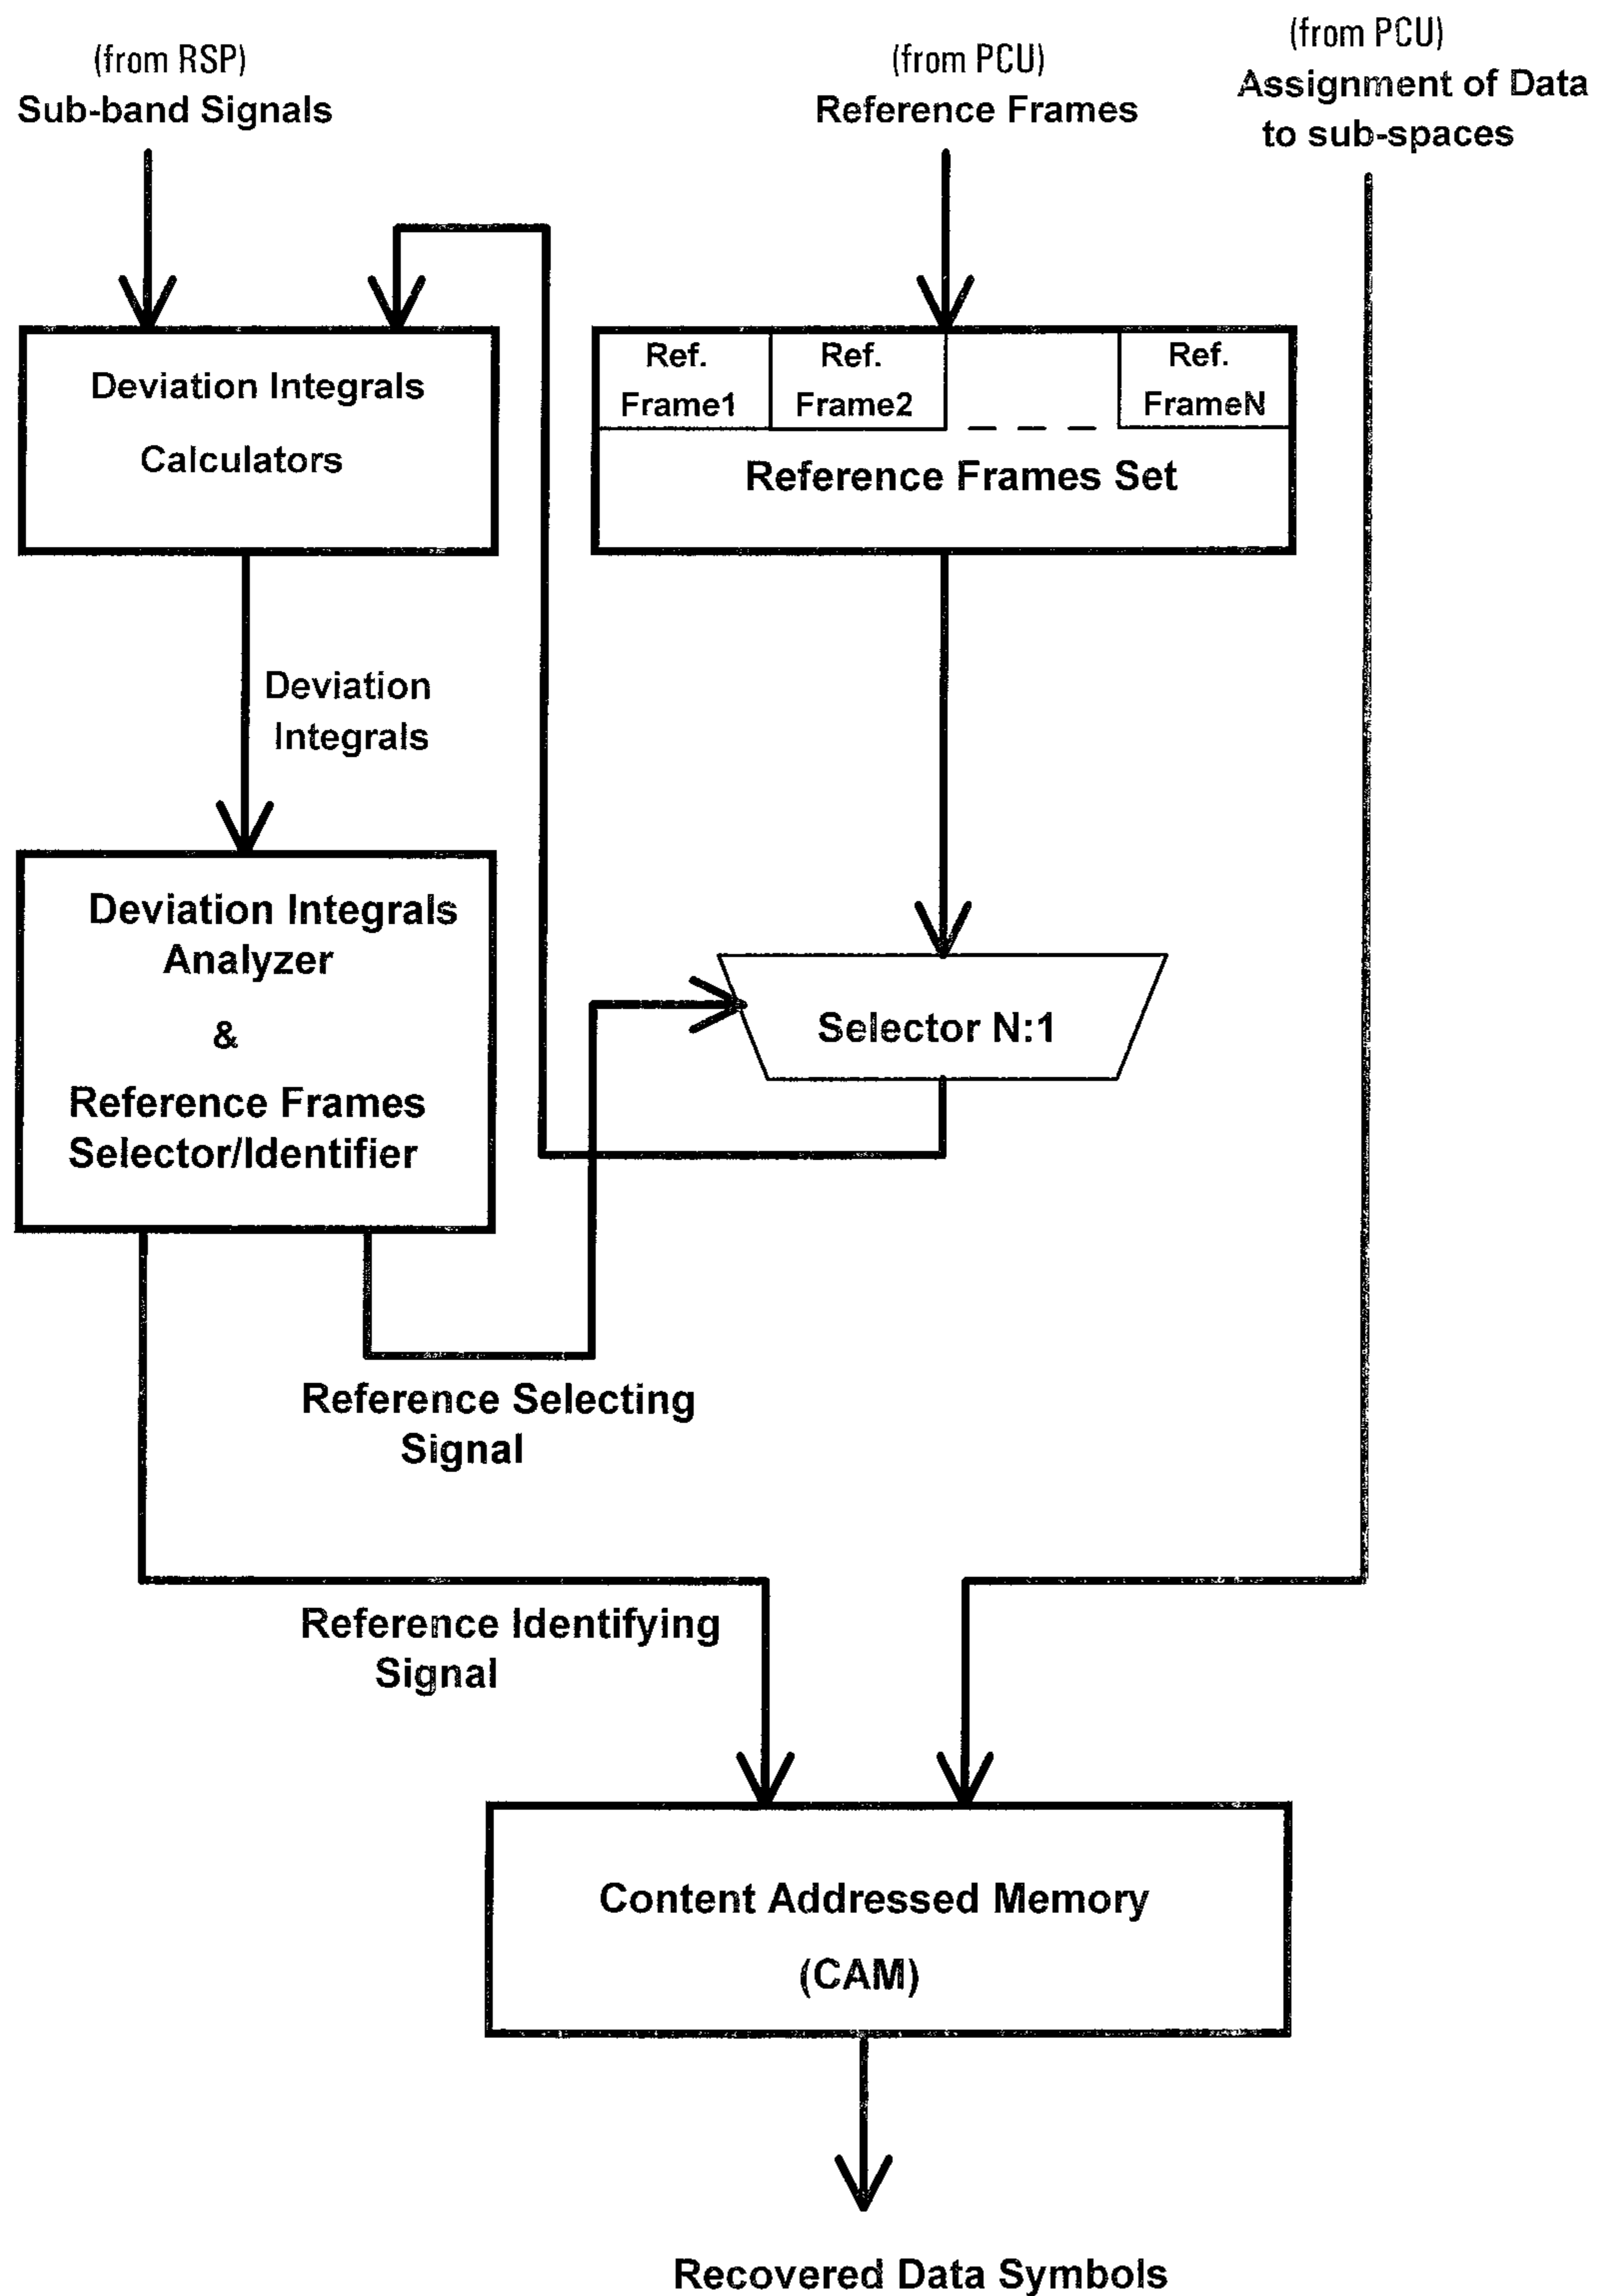 (from RSP)
Sub-band Signals
(from PCU)
Reference Frames
(from PCU)
Assignment of Data
to sub-spaces
Deviation Integrals
Calculators
Ref.
Frame1
Ref.
Frame2
Ref.
FrameN
Reference Frames Set
Deviation
Integrals
Deviation Integrals
Analyzer
&
Reference Frames
Selector/Identifier
Selector N:1
Reference Selecting
Signal
Reference Identifying
Signal
Content Addressed Memory
(CAM)
Recovered Data Symbols